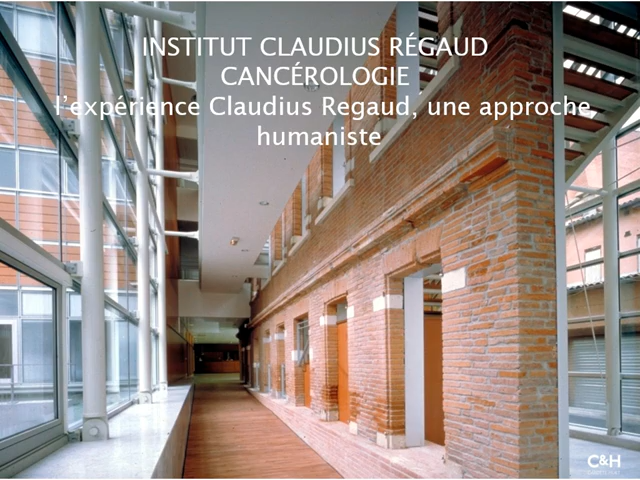 INSTITUT CLAUDIUS RÉGAUD
CANCÉROLOGIE
l'expérience Claudius Regaud, une approche
humaniste
C&H